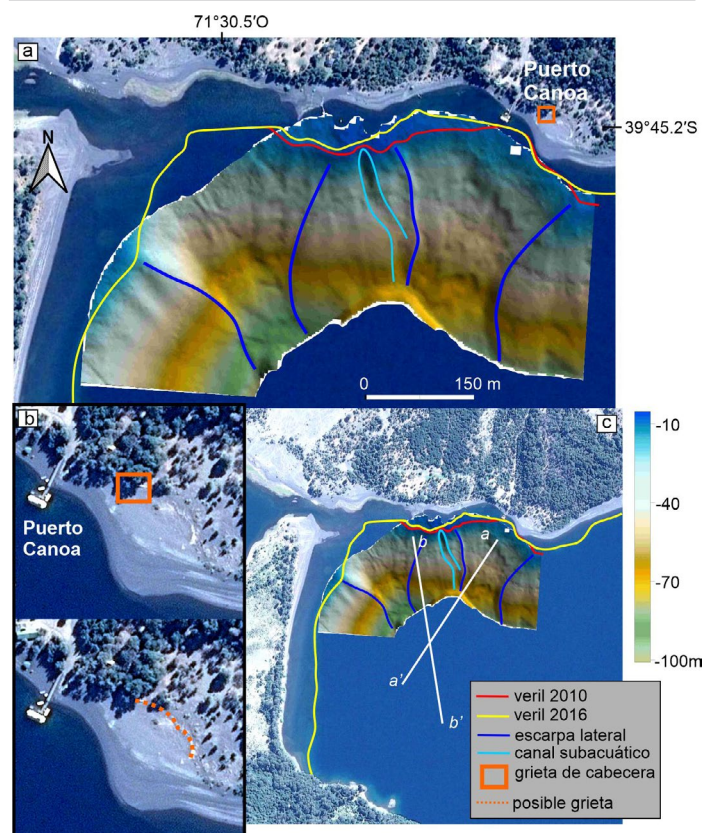 71°30.5′O
a
Puerto
Canoa
N
39°45.2′S
0 150 m
b
Puerto
Canoa
c
-10
-40
-70
-100m
b
a
a’
b’
veril 2010
veril 2016
escarpa lateral
canal subacuático
grieta de cabecera
posible grieta